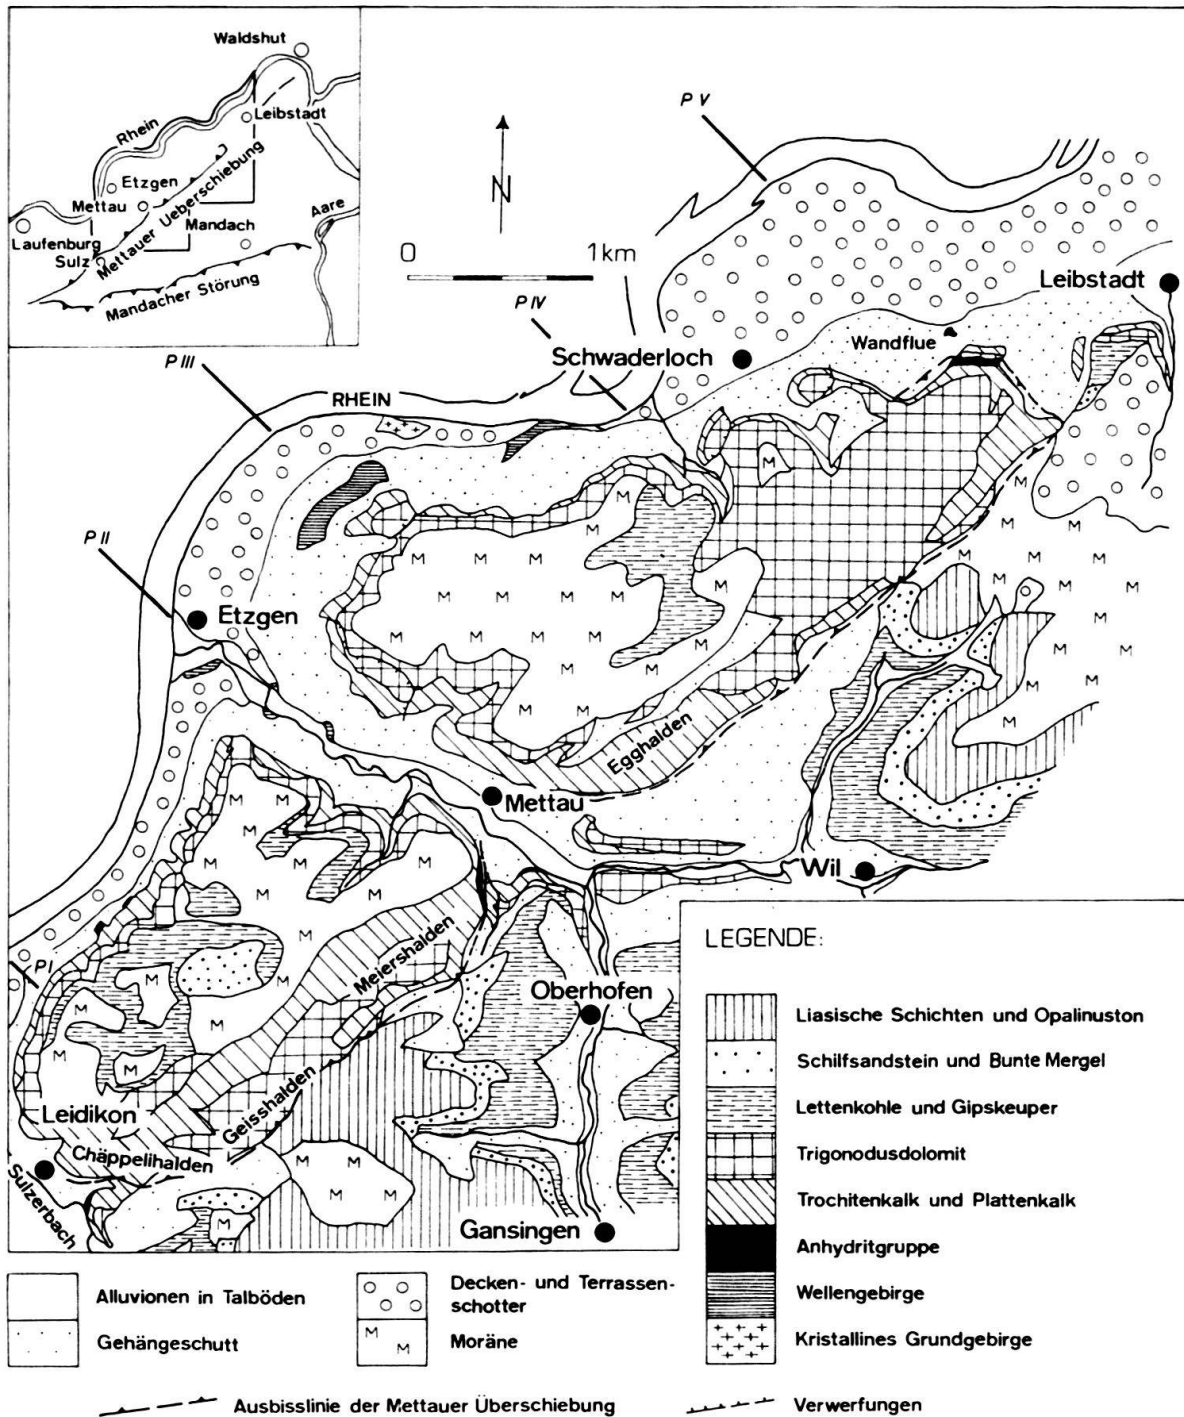 Waldshut
Leibstadt
Rhein
Etzgen
Mettau
Mettauer Ueberschiebung
Mandach
Aare
Laufenburg
Sulz
Mandacher Störung
N
0 1km
P V
P IV
P III
P II
P I
Leibstadt
Wandflue
Schwaderloch
RHEIN
M
Etzgen
Egghalden
Mettau
Wil
Meiershalden
Oberhofen
Geisshalden
Leidikon
Chäppelihalden
Sulzerbach
Gansingen
LEGENDE:
Liasische Schichten und Opalinuston
Schilfsandstein und Bunte Mergel
Lettenkohle und Gipskeuper
Trigonodusdolomit
Trochitenkalk und Plattenkalk
Anhydritgruppe
Wellengebirge
Kristallines Grundgebirge
Alluvionen in Talböden
Gehängeschutt
Decken- und Terrassen-
schotter
M M
Moräne
Ausbisslinie der Mettauer Überschiebung
Verwerfungen